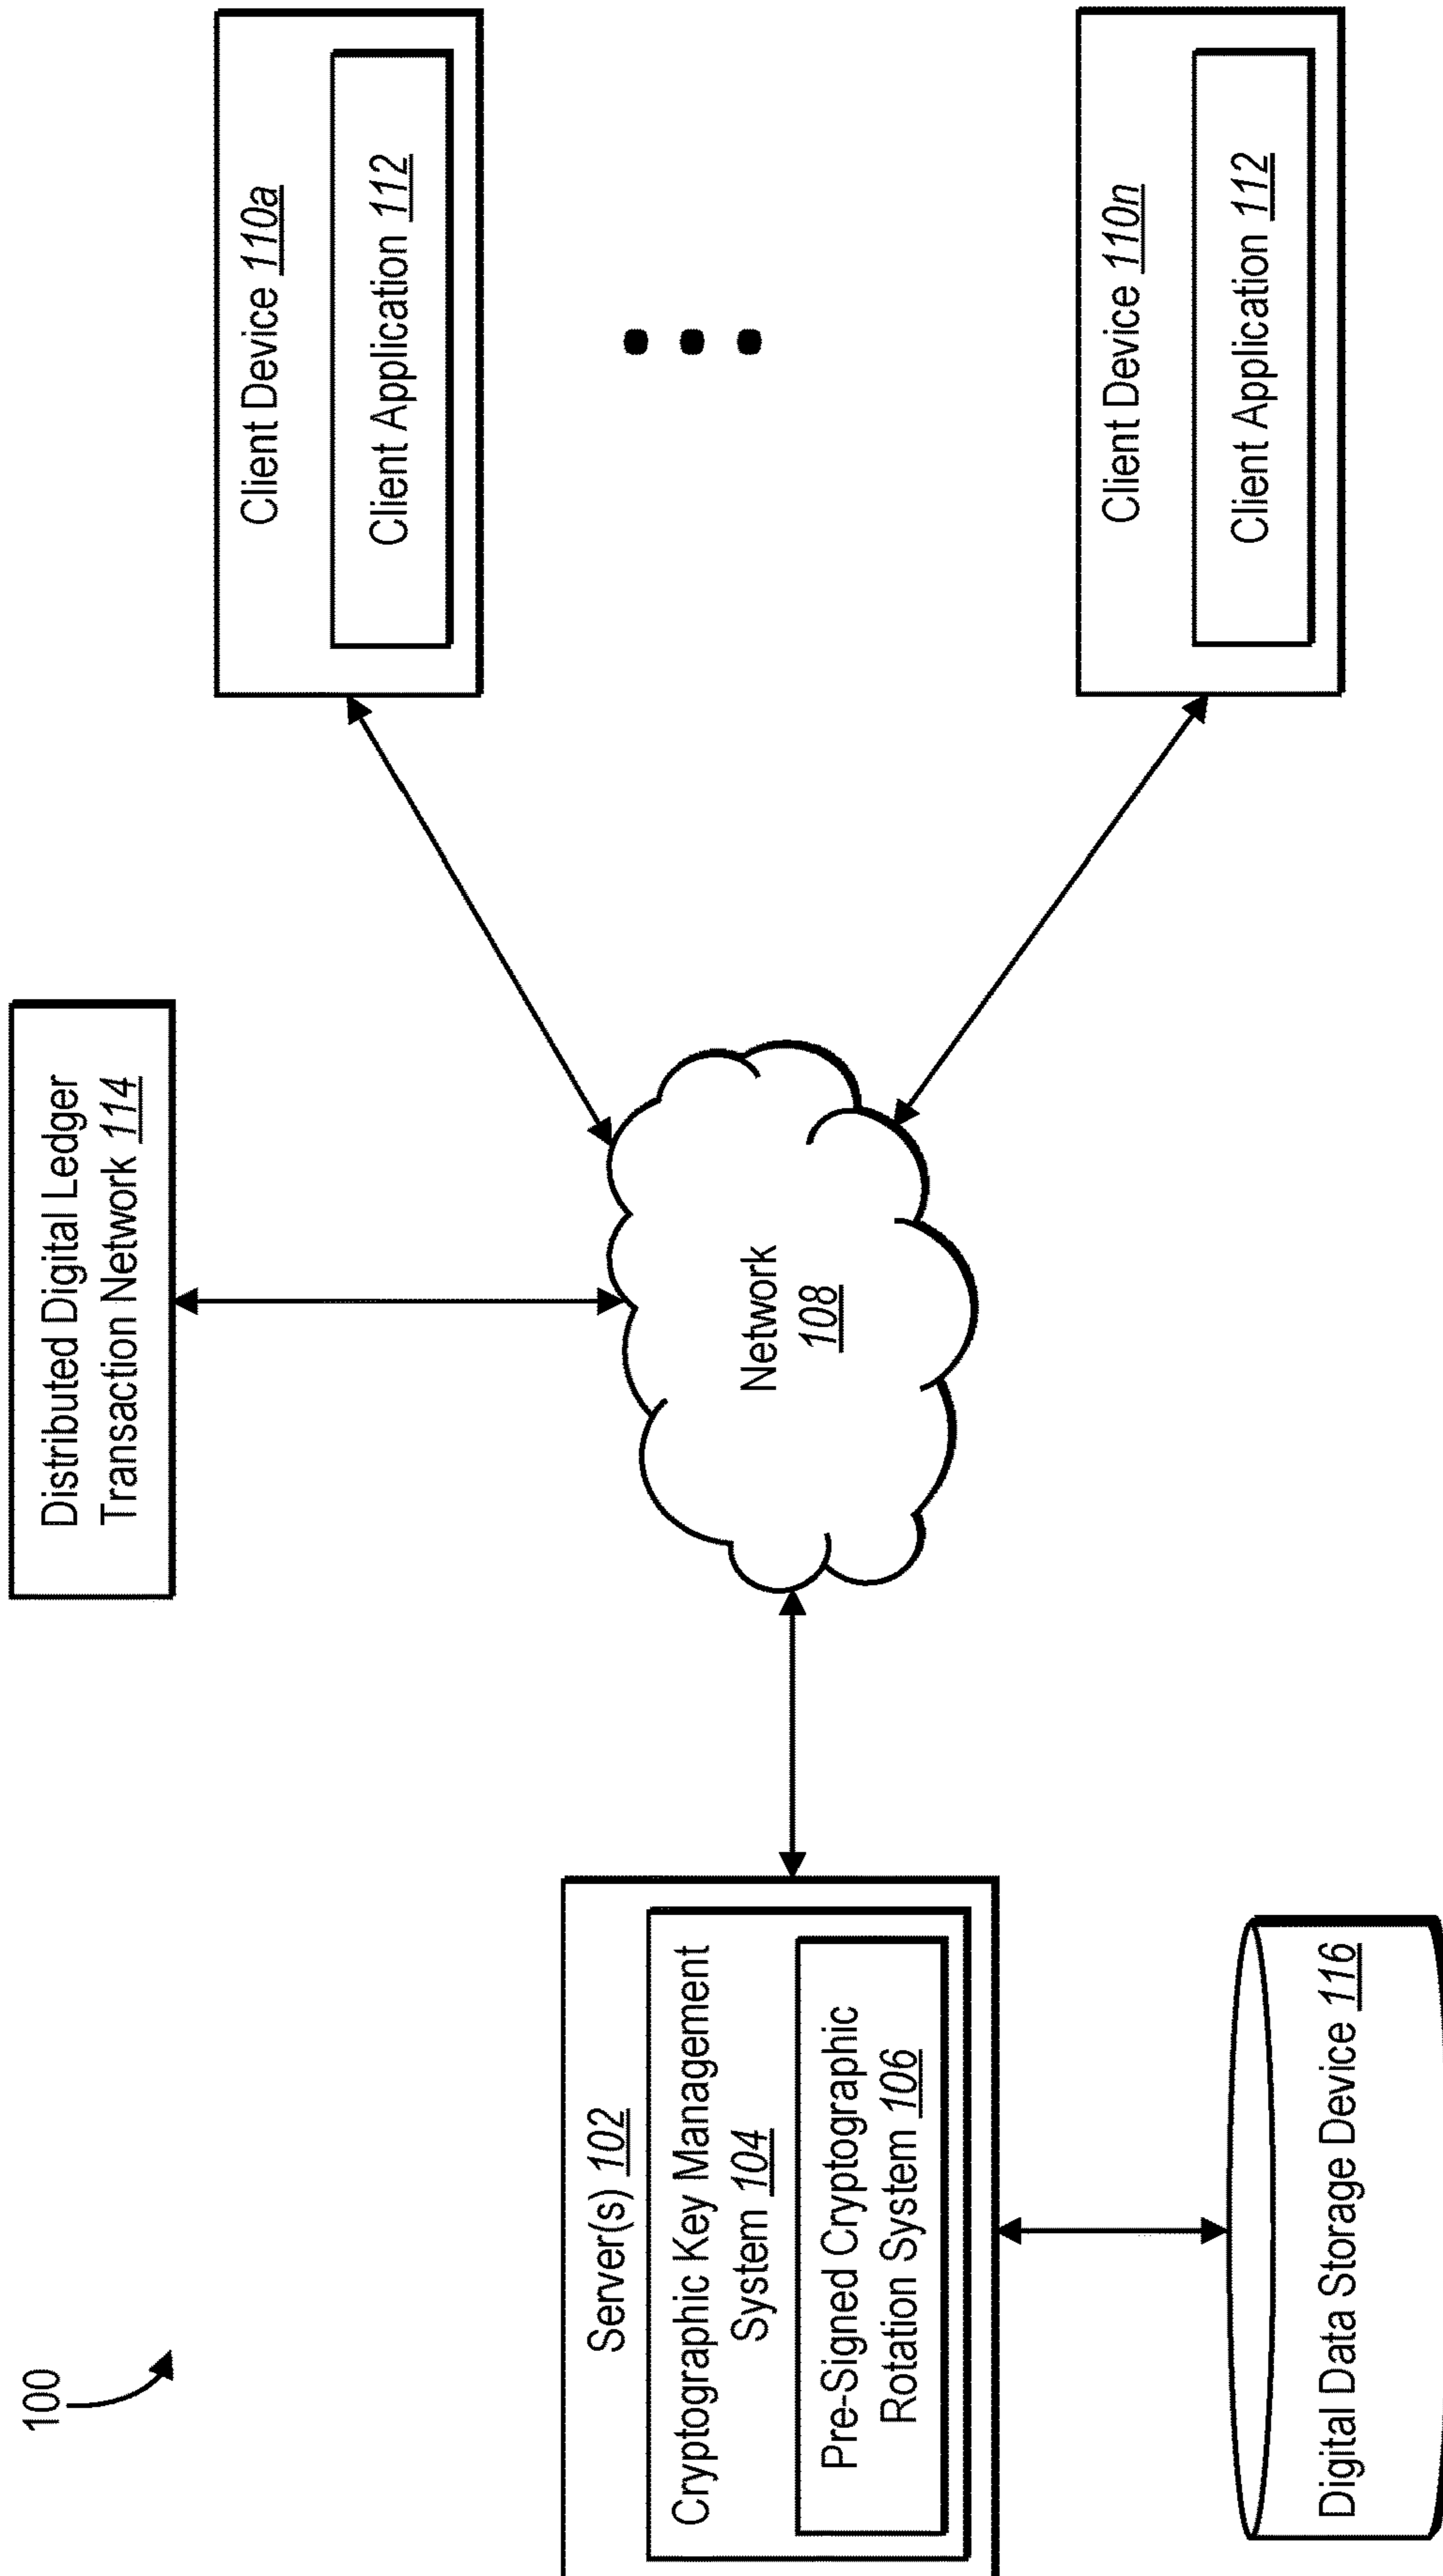 100
Distributed Digital Ledger
Transaction Network 114
Server(s) 102
Cryptographic Key Management
System 104
Pre-Signed Cryptographic
Rotation System 106
Digital Data Storage Device 116
Network
108
Client Device 110a
Client Application 112
Client Device 110n
Client Application 112